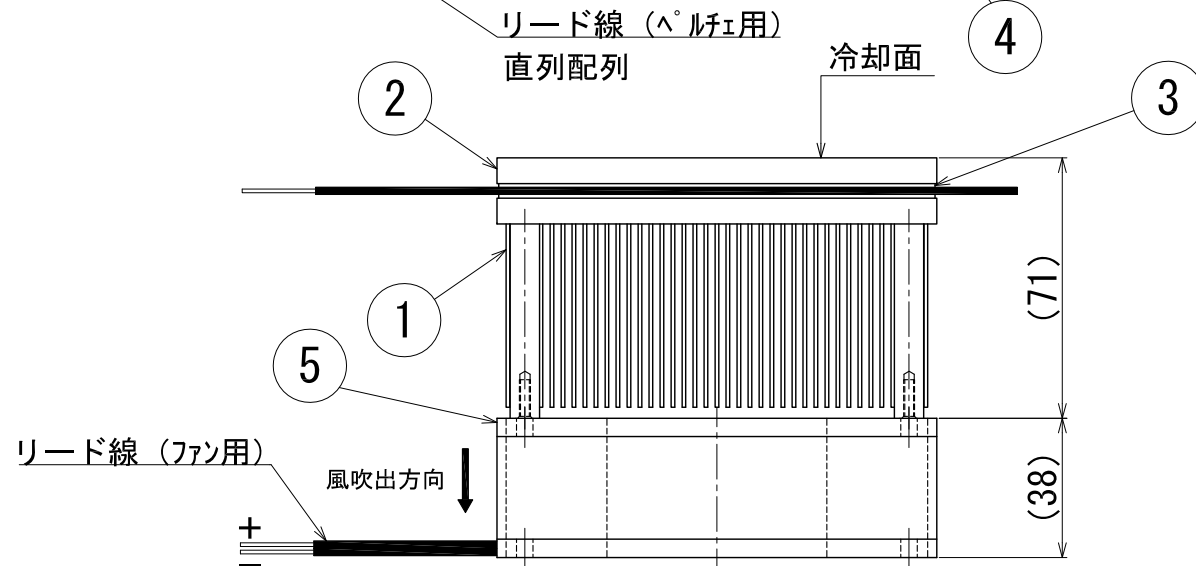 リード線（ﾍﾟﾙﾁｪ用）
直列配列
4
冷却面
2
3
(71)
1
5
リード線（ﾌｧﾝ用）
風吹出方向
(38)
+
−